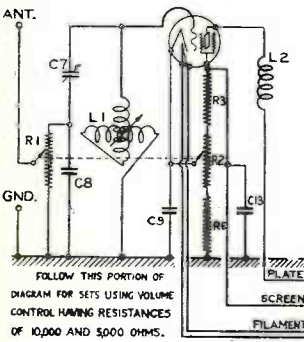 ANT.
C7
L2
R3
L1
R1
R2
C8
C9
C13
R6
GND.
PLATE
FOLLOW THIS PORTION OF
DIAGRAM FOR SETS USING VOLUME
CONTROL HAVING RESISTANCES
OF 10,000 AND 5,000 OHMS.
SCREEN
FILAMENT